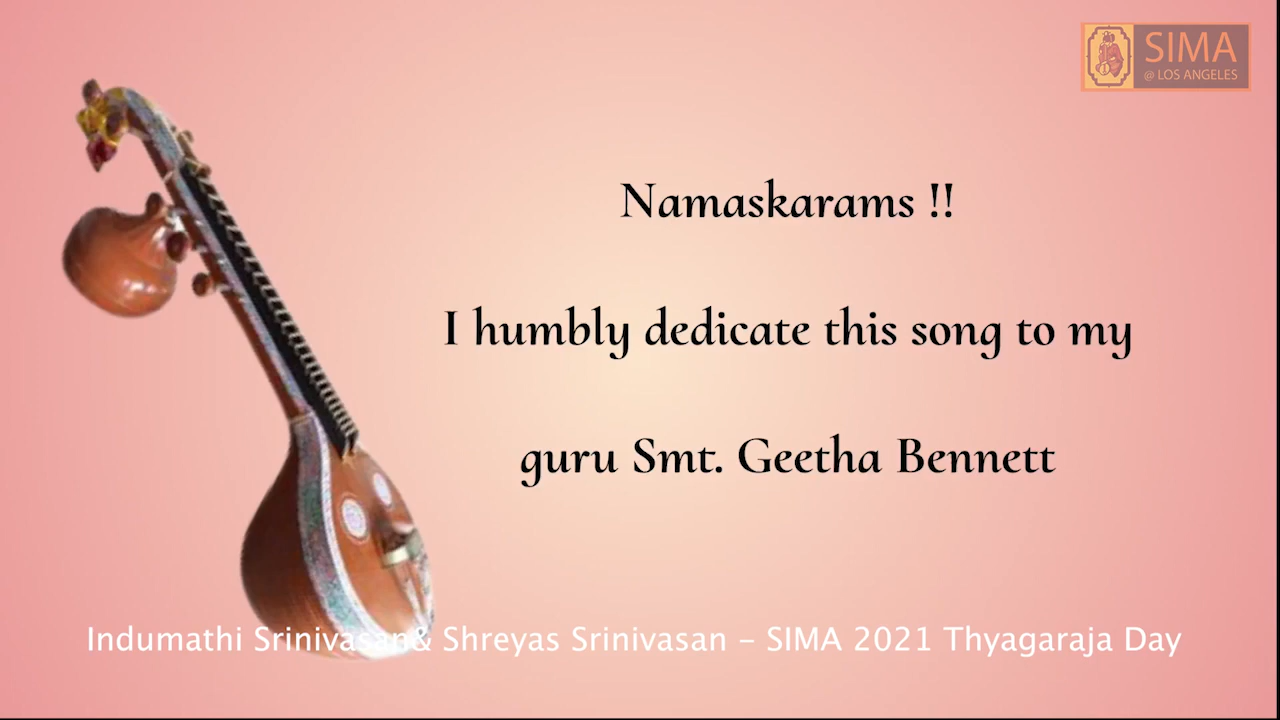 SIMA
@ LOS ANGELES
Namaskarams !!
I humbly dedicate this song to my
guru Smt. Geetha Bennett
Indumathi Srinivasan& Shreyas Srinivasan - SIMA 2021 Thyagaraja Day